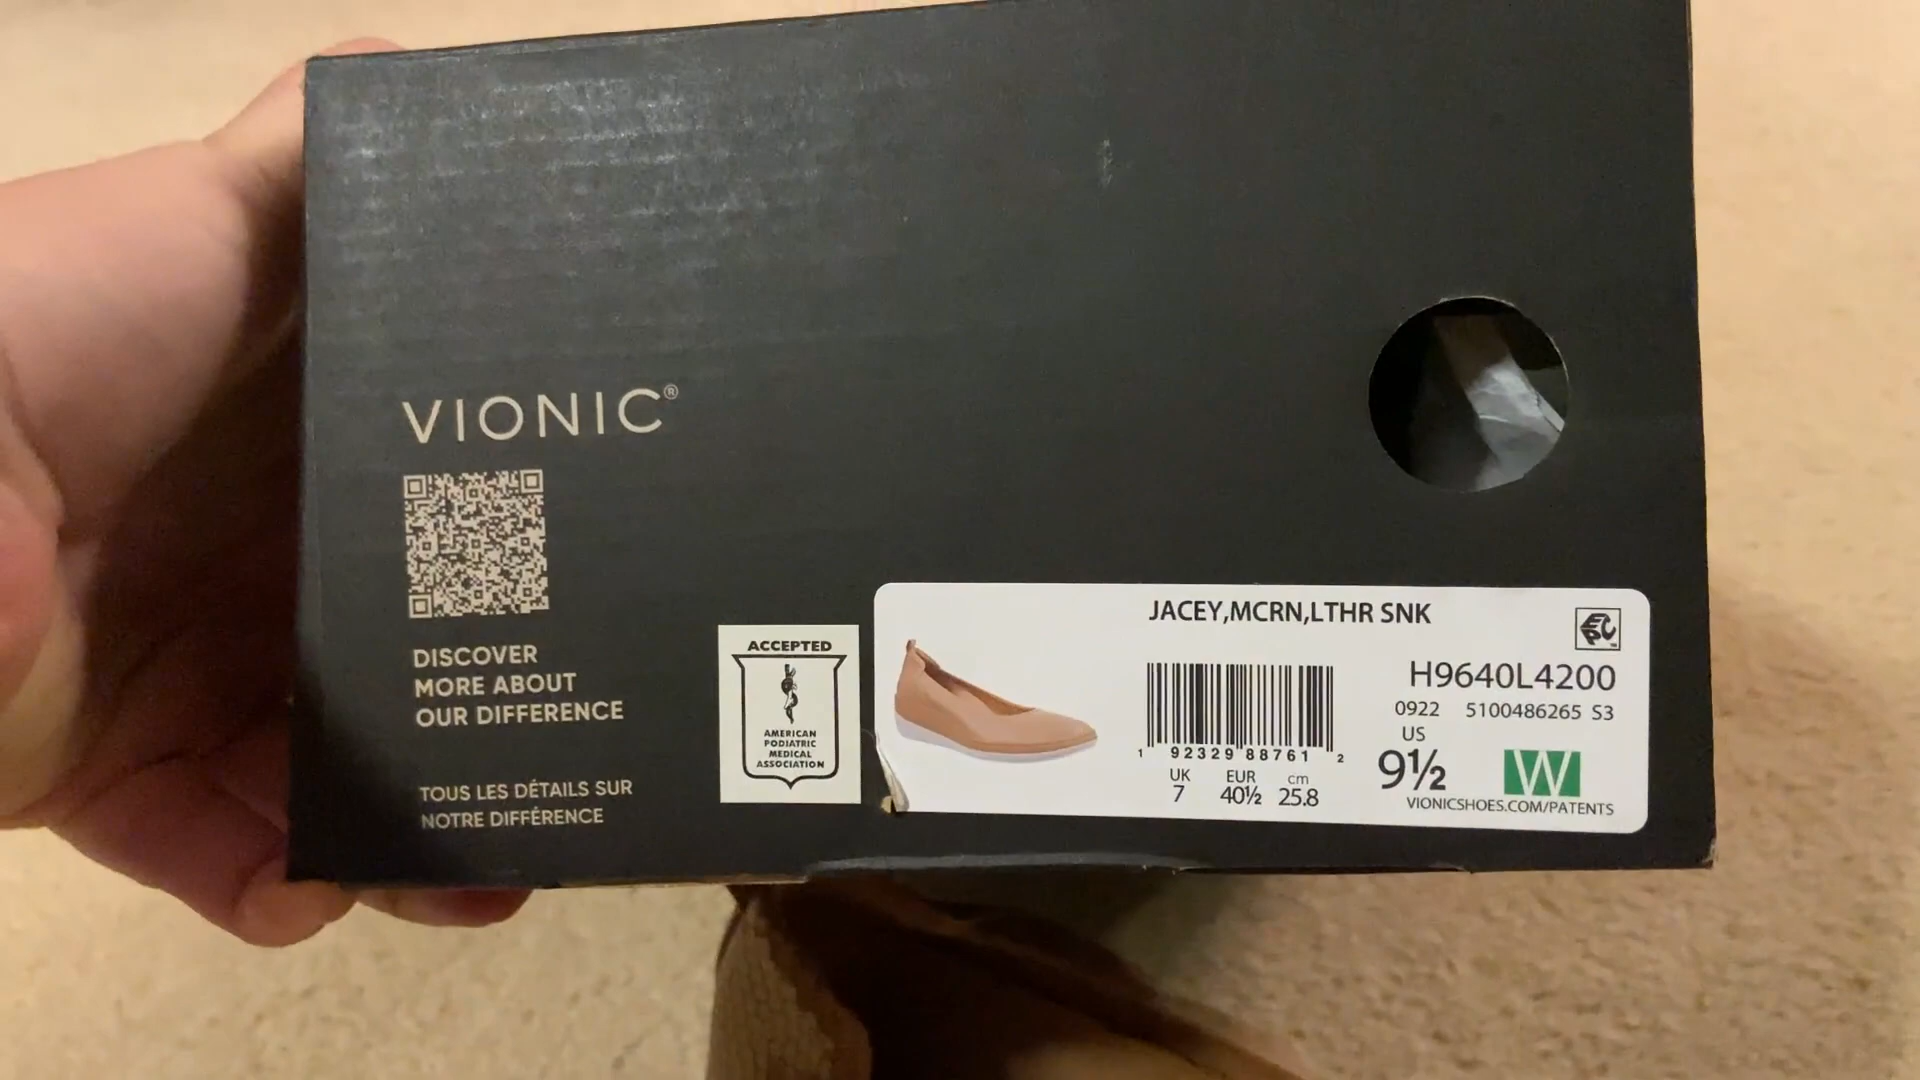 VIONIC®
DISCOVER
MORE ABOUT
OUR DIFFERENCE
TOUS LES DÉTAILS SUR
NOTRE DIFFÉRENCE
ACCEPTED
AMERICAN
PODIATRIC
MEDICAL
ASSOCIATION
JACEY,MCRN,LTHR SNK
H9640L4200
0922 5100486265 S3
1 92329 88761 2
US
9½ W
UK EUR cm
7 40½ 25.8
VIONICSHOES.COM/PATENTS